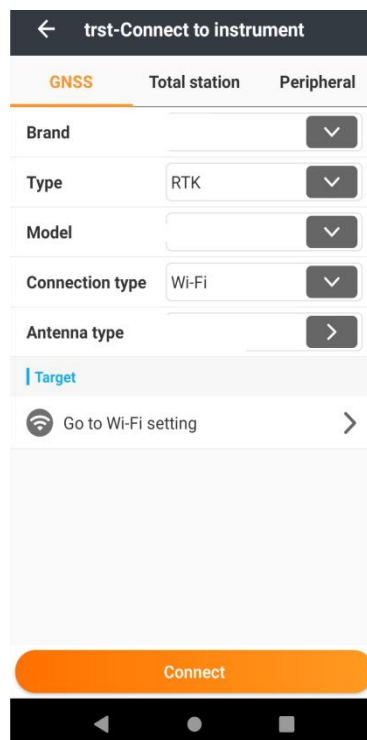 trst-Connect to instrument
GNSS Total station Peripheral
Brand
Type RTK
Model
Connection type Wi-Fi
Antenna type
Target
Go to Wi-Fi setting
Connect